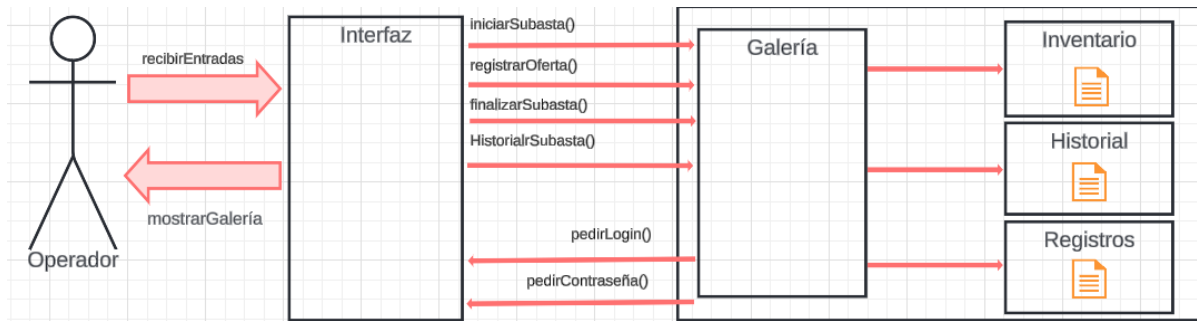 Operador
recibirEntradas
mostrarGalería
Interfaz
iniciarSubasta()
registrarOferta()
finalizarSubasta()
HistorialrSubasta()
pedirLogin()
pedirContraseña()
Galería
Inventario
Historial
Registros